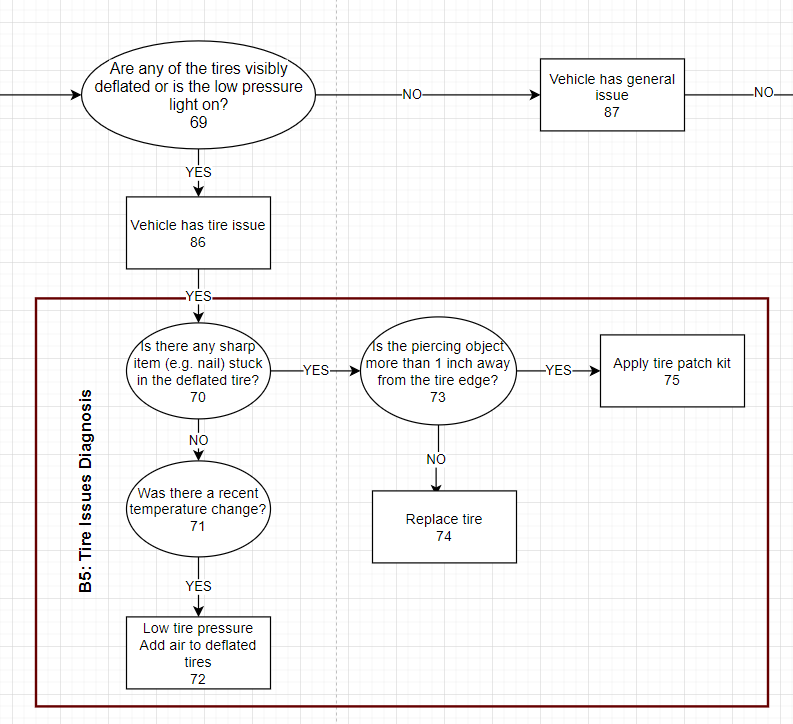 Are any of the tires visibly
deflated or is the low pressure
light on?
69
NO
Vehicle has general
issue
87
NO
YES
Vehicle has tire issue
86
YES
B5: Tire Issues Diagnosis
Is there any sharp
item (e.g. nail) stuck
in the deflated tire?
70
YES
Is the piercing object
more than 1 inch away
from the tire edge?
73
YES
Apply tire patch kit
75
NO
NO
Was there a recent
temperature change?
71
Replace tire
74
YES
Low tire pressure
Add air to deflated
tires
72